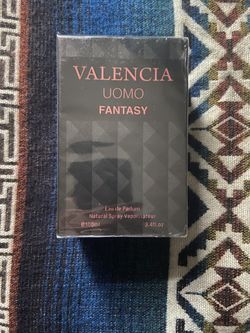 VALENCIA
UOMO
FANTASY
Eau de Parfum
Natural Spray Vaporisateur
℮100ml 3.4fl.oz